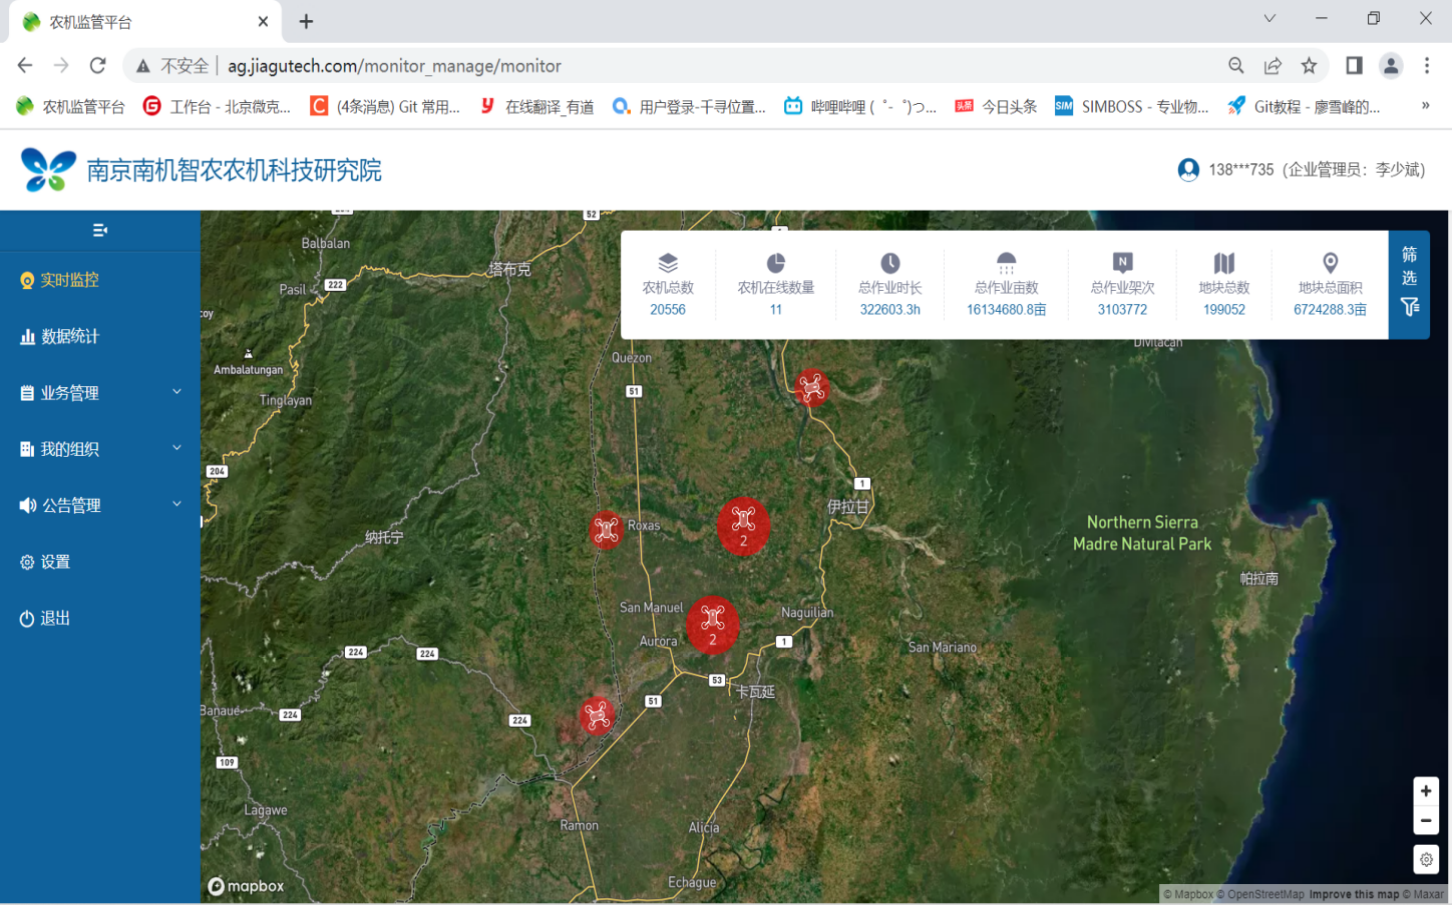 农机监管平台
不安全 ag.jiagutech.com/monitor_manage/monitor
农机监管平台
工作台 - 北京微克...
(4条消息) Git 常用...
在线翻译_有道
用户登录-千寻位置...
哔哩哔哩 ( ゜- ゜)つ...
头条 今日头条
SIM SIMBOSS - 专业物...
Git教程 - 廖雪峰的...
»
南京南机智农农机科技研究院
138***735 (企业管理员：李少斌)
实时监控
数据统计
业务管理
我的组织
公告管理
设置
退出
农机总数
20556
农机在线数量
11
总作业时长
322603.3h
总作业亩数
16134680.8亩
总作业架次
3103772
地块总数
199052
地块总面积
6724288.3亩
筛
选
52
Balbalan
塔布克
222
Pasil
coy
Ambalatungan
Tinglayan
Quezon
51
Divilacan
204
1
伊拉甘
纳托宁
Roxas
2
Northern Sierra
Madre Natural Park
帕拉南
San Manuel
2
Naguilian
Aurora
1
San Mariano
224
224
53
卡瓦延
51
Banaue
224
224
109
Lagawe
Ramon
Alicia
Echague
mapbox
© Mapbox © OpenStreetMap Improve this map © Maxar